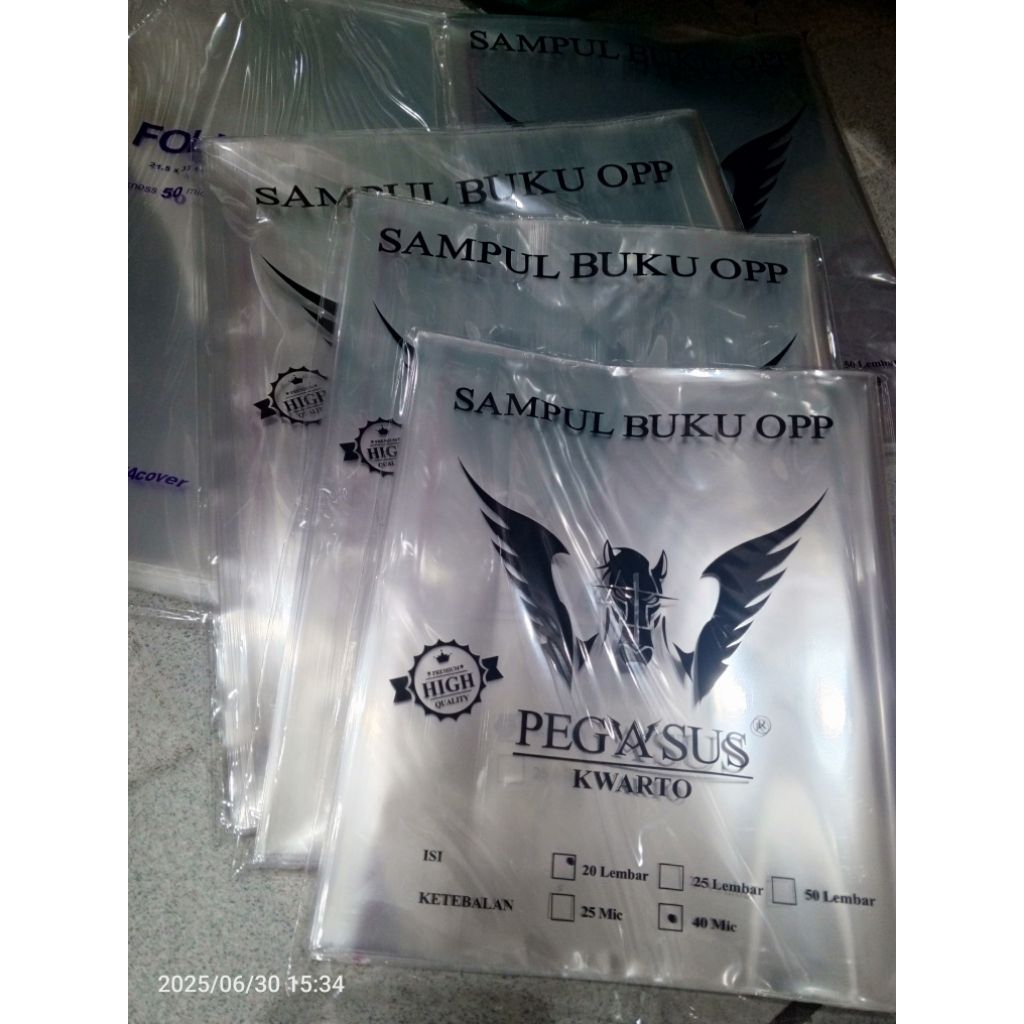 SAMPUL BUKU OPP
50
SAMPUL BUKU OPP
HIGH
Acover
SAMPUL BUKU OPP
50 Lembar
SAMPUL BUKU OPP
PREMIUM
HIGH
QUALITY
PEGASUS ®
KWARTO
ISI 20 Lembar 25 Lembar 50 Lembar
KETEBALAN 25 Mic 40 Mic
2025/06/30 15:34